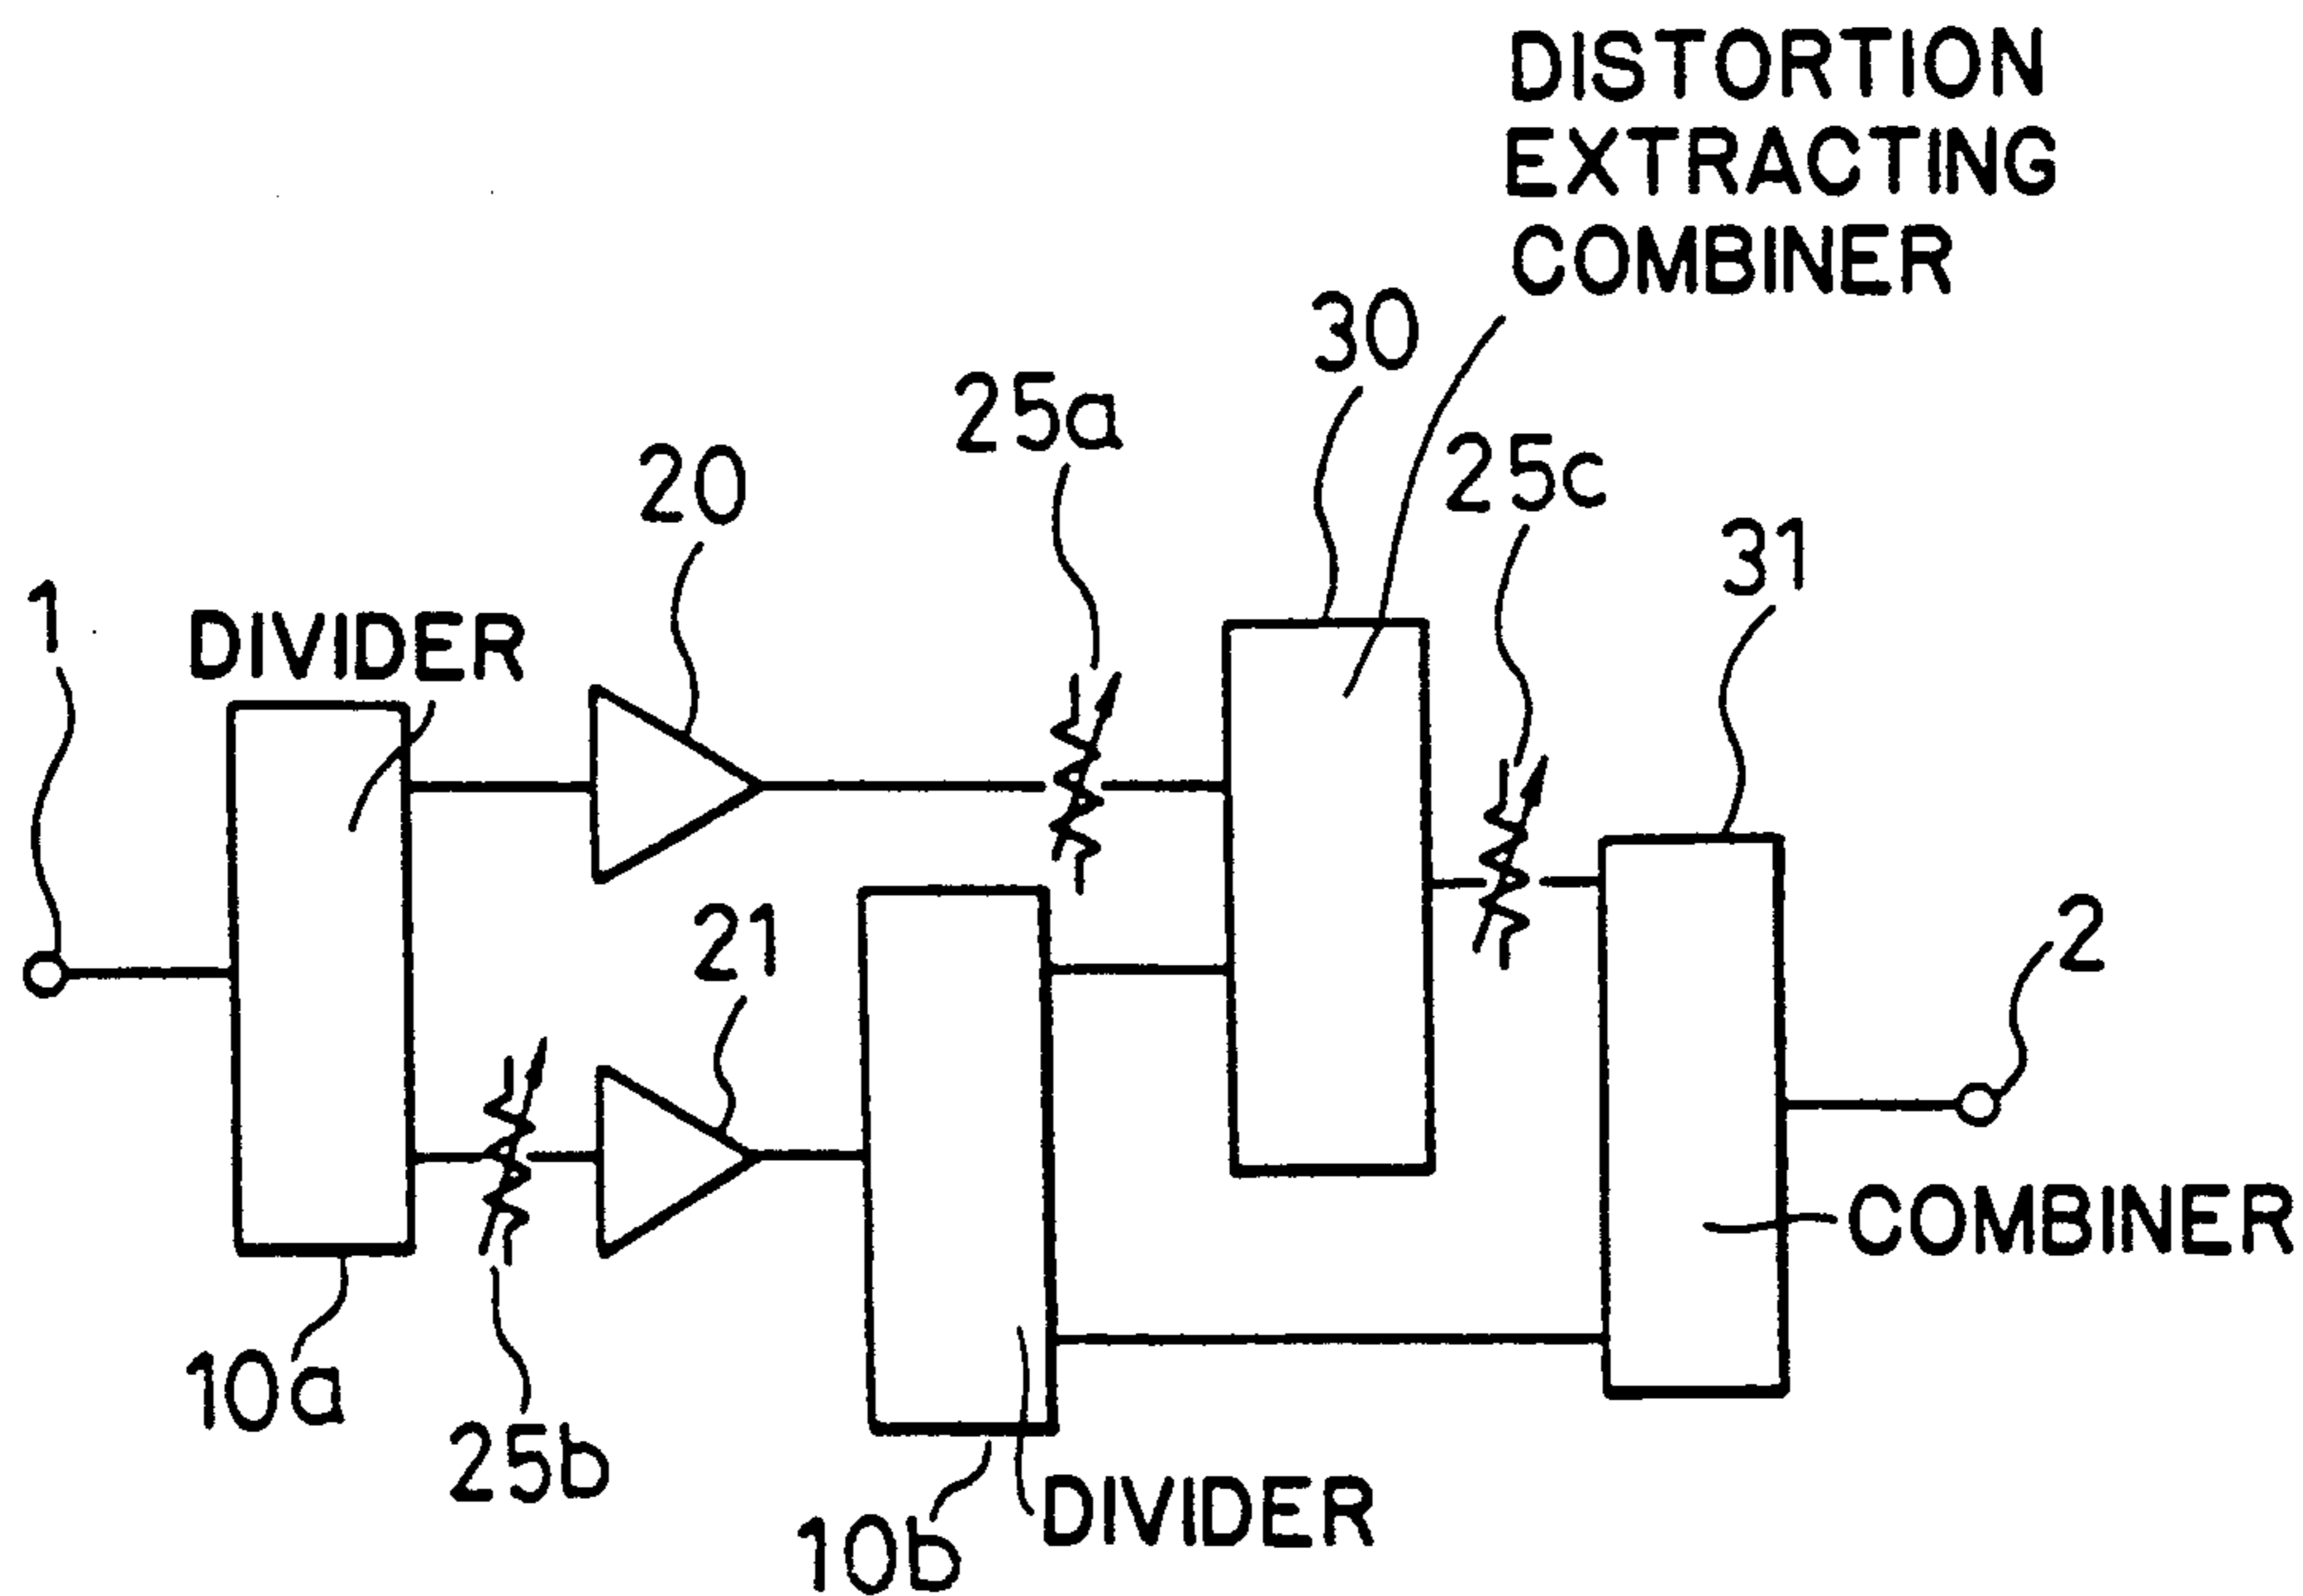 DISTORTION
EXTRACTING
COMBINER
30
25a
25c
20
31
1
DIVIDER
21
2
COMBINER
10a
25b
10b
DIVIDER